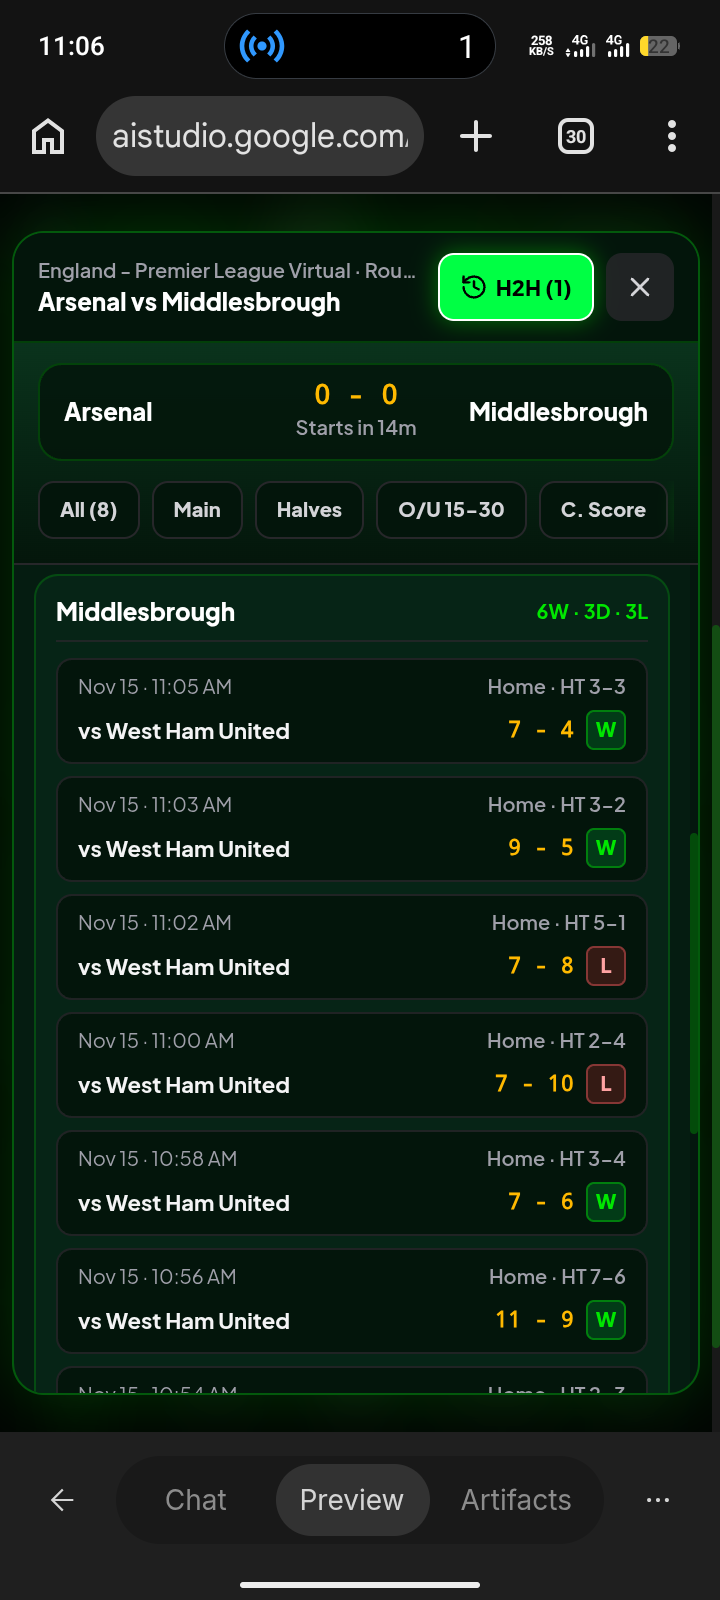 11:06
1
258 KB/S 4G 4G 22
aistudio.google.com/
30
England - Premier League Virtual · Rou...
Arsenal vs Middlesbrough
H2H (1)
Arsenal
0 - 0
Starts in 14m
Middlesbrough
All (8)
Main
Halves
O/U 15-30
C. Score
Middlesbrough
6W · 3D · 3L
Nov 15 · 11:05 AM
Home · HT 3-3
vs West Ham United
7 - 4 W
Nov 15 · 11:03 AM
Home · HT 3-2
vs West Ham United
9 - 5 W
Nov 15 · 11:02 AM
Home · HT 5-1
vs West Ham United
7 - 8 L
Nov 15 · 11:00 AM
Home · HT 2-4
vs West Ham United
7 - 10 L
Nov 15 · 10:58 AM
Home · HT 3-4
vs West Ham United
7 - 6 W
Nov 15 · 10:56 AM
Home · HT 7-6
vs West Ham United
11 - 9 W
Nov 15 · 10:54 AM
Chat
Preview
Artifacts